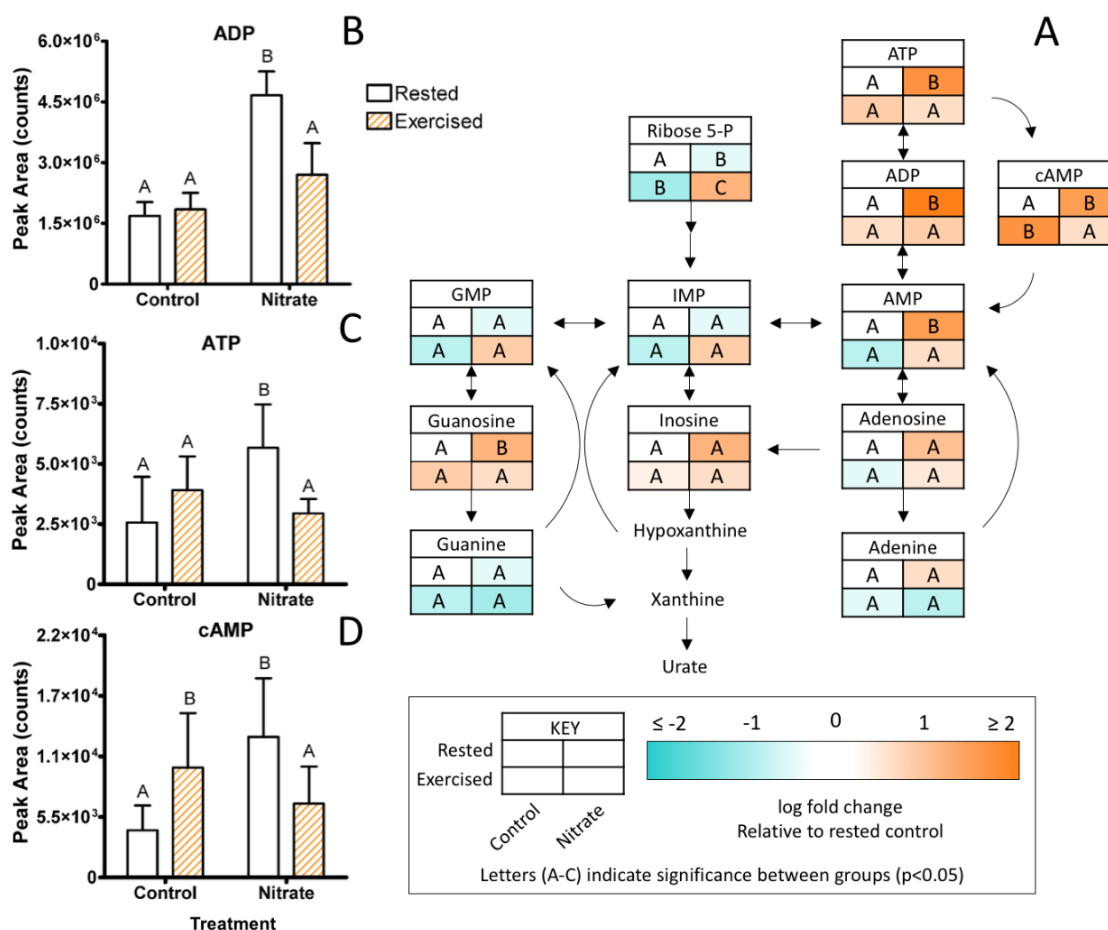 ADP
B
Peak Area (counts)
6.0×10⁶
4.5×10⁶
3.0×10⁶
1.5×10⁶
0
A A B A
Control Nitrate
Rested
Exercised
ATP
C
Peak Area (counts)
1.0×10⁴
7.5×10³
5.0×10³
2.5×10³
0
A A B A
Control Nitrate
cAMP
D
Peak Area (counts)
2.2×10⁴
1.7×10⁴
1.1×10⁴
5.5×10³
0
A B B A
Control Nitrate
Treatment
A
ATP
A B
A A
Ribose 5-P
A B
B C
ADP
A B
A A
cAMP
A B
B A
GMP
A A
A A
IMP
A A
A A
AMP
A B
A A
Guanosine
A B
A A
Inosine
A A
A A
Adenosine
A A
A A
Guanine
A A
A A
Hypoxanthine
Adenine
A A
A A
Xanthine
Urate
KEY
Rested
Exercised
Control Nitrate
≤ -2 -1 0 1 ≥ 2
log fold change
Relative to rested control
Letters (A-C) indicate significance between groups (p<0.05)